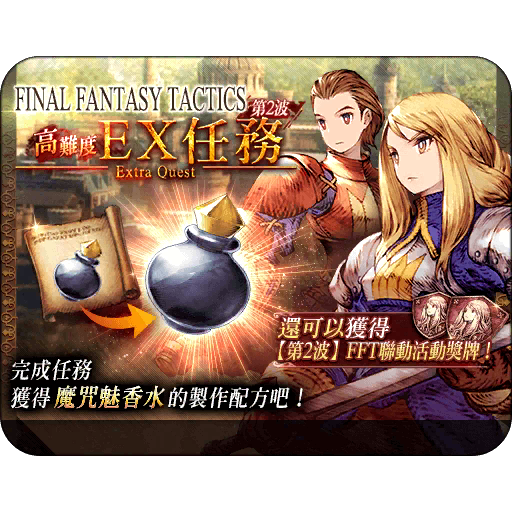 FINAL FANTASY TACTICS
第2波
高難度 EX任務
Extra Quest
還可以獲得
【第2波】FFT聯動活動獎牌！
完成任務
獲得魔咒魅香水的製作配方吧！